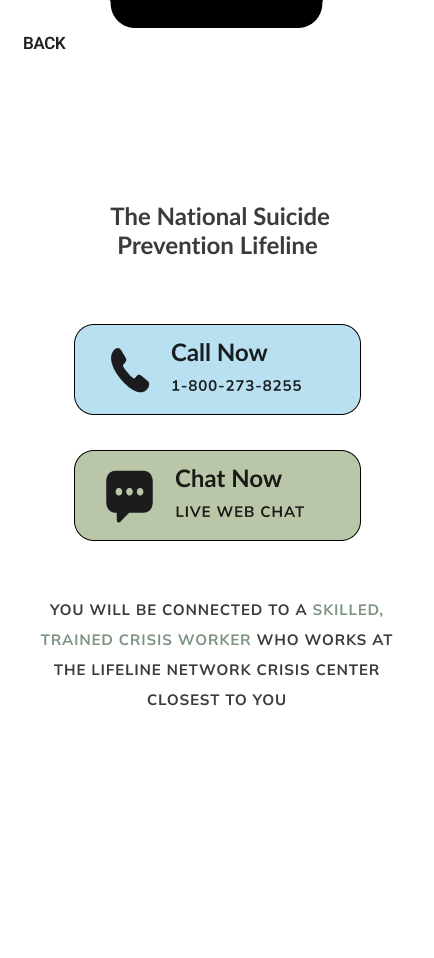 BACK
The National Suicide
Prevention Lifeline
Call Now
1-800-273-8255
Chat Now
LIVE WEB CHAT
YOU WILL BE CONNECTED TO A SKILLED,
TRAINED CRISIS WORKER WHO WORKS AT
THE LIFELINE NETWORK CRISIS CENTER
CLOSEST TO YOU